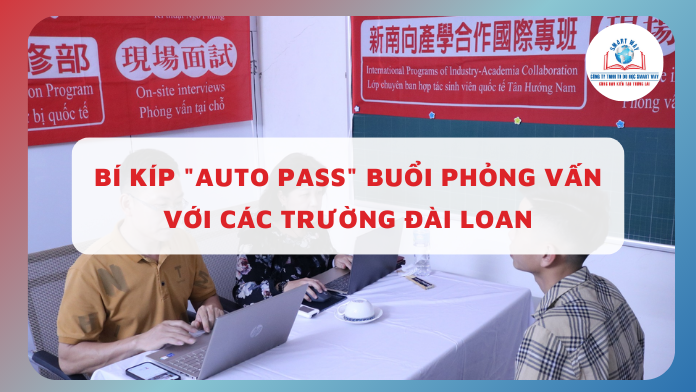 修部
現場面試
on Program
On-site interviews
ừ bị quốc tế
Phỏng vấn tại chỗ
新南向產學合作國際專班
International Programs of Industry-Academia Collaboration
Lớp chuyên ban hợp tác sinh viên quốc tế Tân Hướng Nam
現
SMART WAY
BÍ KÍP "AUTO PASS" BUỔI PHỎNG VẤN
VỚI CÁC TRƯỜNG ĐÀI LOAN